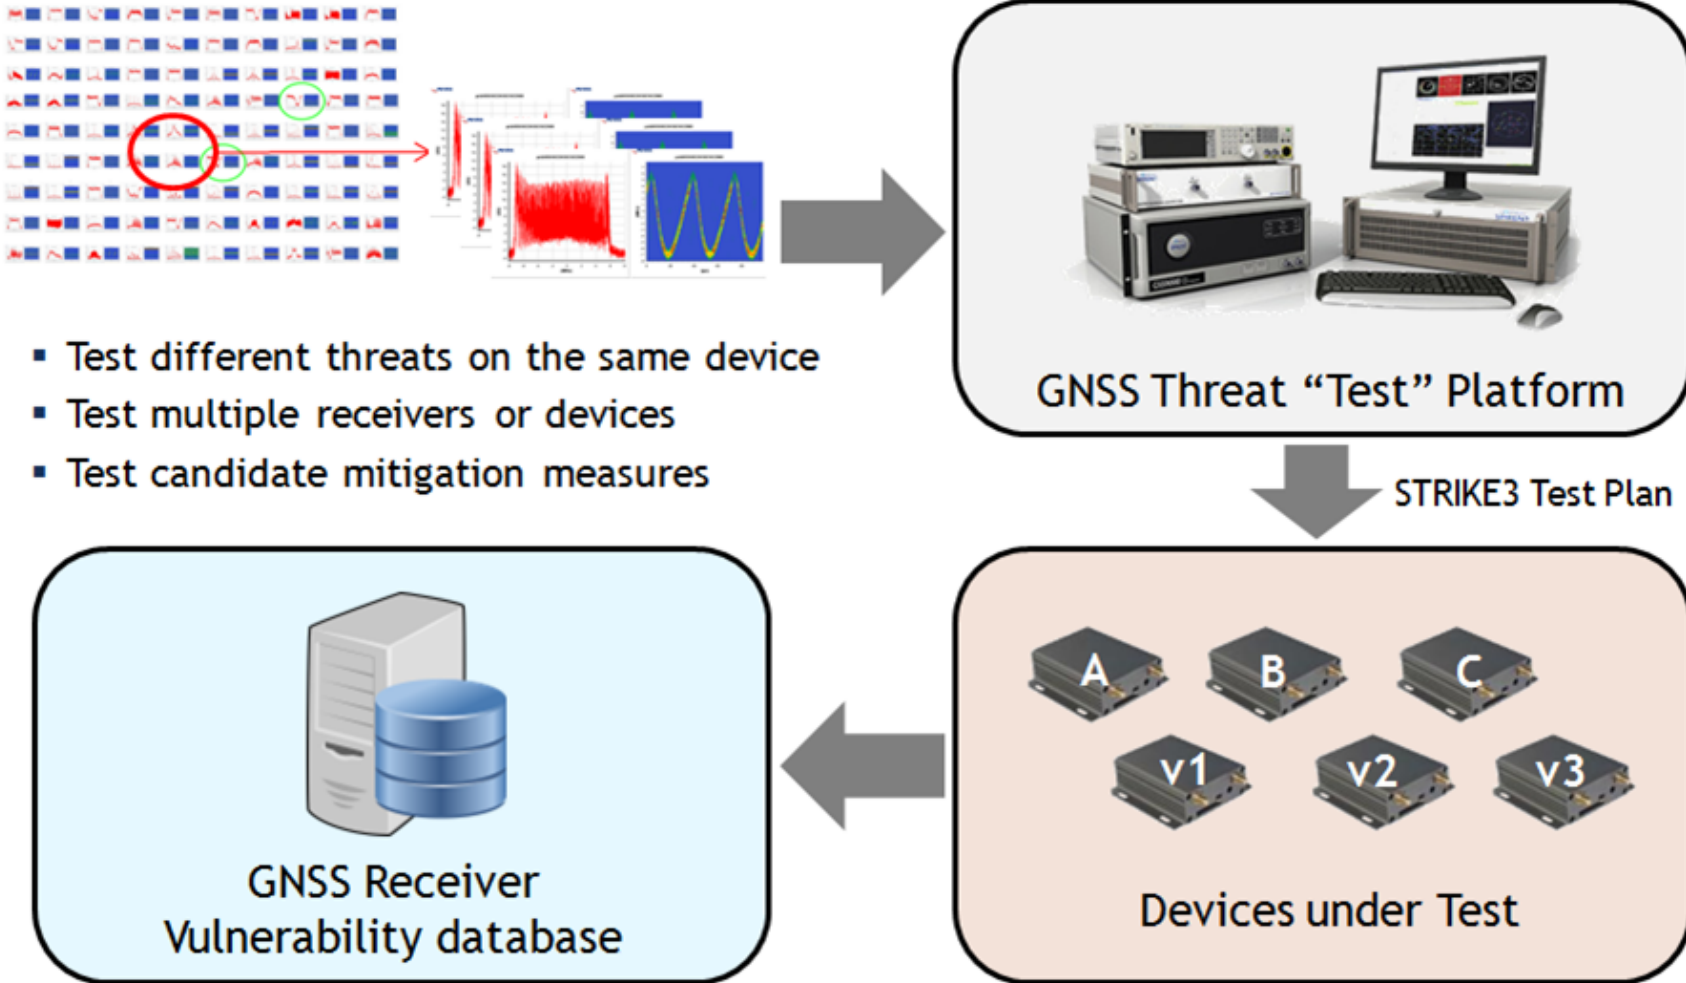 Test different threats on the same device
Test multiple receivers or devices
Test candidate mitigation measures
GNSS Threat “Test” Platform
STRIKE3 Test Plan
A
B
C
v1
v2
v3
Devices under Test
GNSS Receiver
Vulnerability database